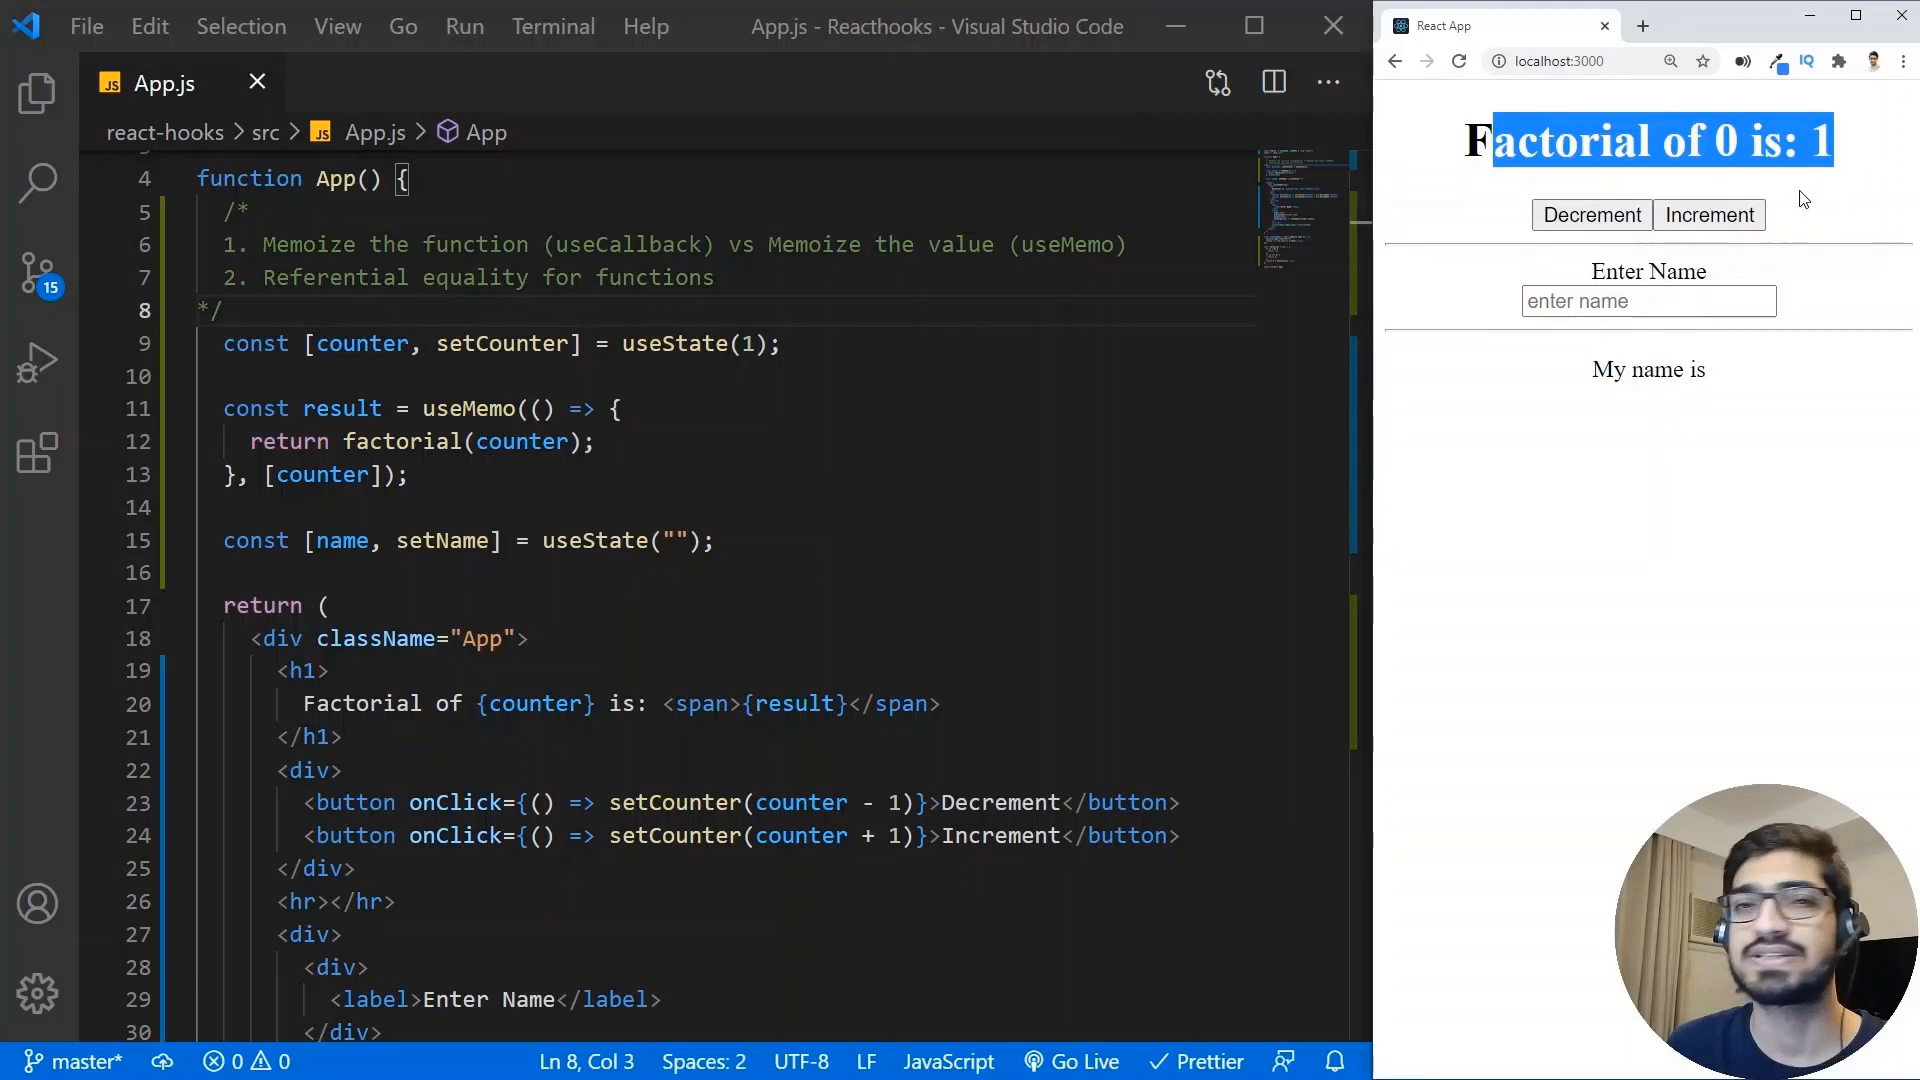 File Edit Selection View Go Run Terminal Help App.js - Reacthooks - Visual Studio Code
JS App.js
react-hooks > src > JS App.js > App
4 function App() {
5 /*
6 1. Memoize the function (useCallback) vs Memoize the value (useMemo)
7 2. Referential equality for functions
8 */
9 const [counter, setCounter] = useState(1);
10
11 const result = useMemo(() => {
12 return factorial(counter);
13 }, [counter]);
14
15 const [name, setName] = useState("");
16
17 return (
18 <div className="App">
19 <h1>
20 Factorial of {counter} is: <span>{result}</span>
21 </h1>
22 <div>
23 <button onClick={() => setCounter(counter - 1)}>Decrement</button>
24 <button onClick={() => setCounter(counter + 1)}>Increment</button>
25 </div>
26 <hr></hr>
27 <div>
28 <div>
29 <label>Enter Name</label>
30 </div>
15
master* 0 0 Ln 8, Col 3 Spaces: 2 UTF-8 LF JavaScript Go Live Prettier
React App
localhost:3000
IQ
Factorial of 0 is: 1
Decrement Increment
Enter Name
enter name
My name is